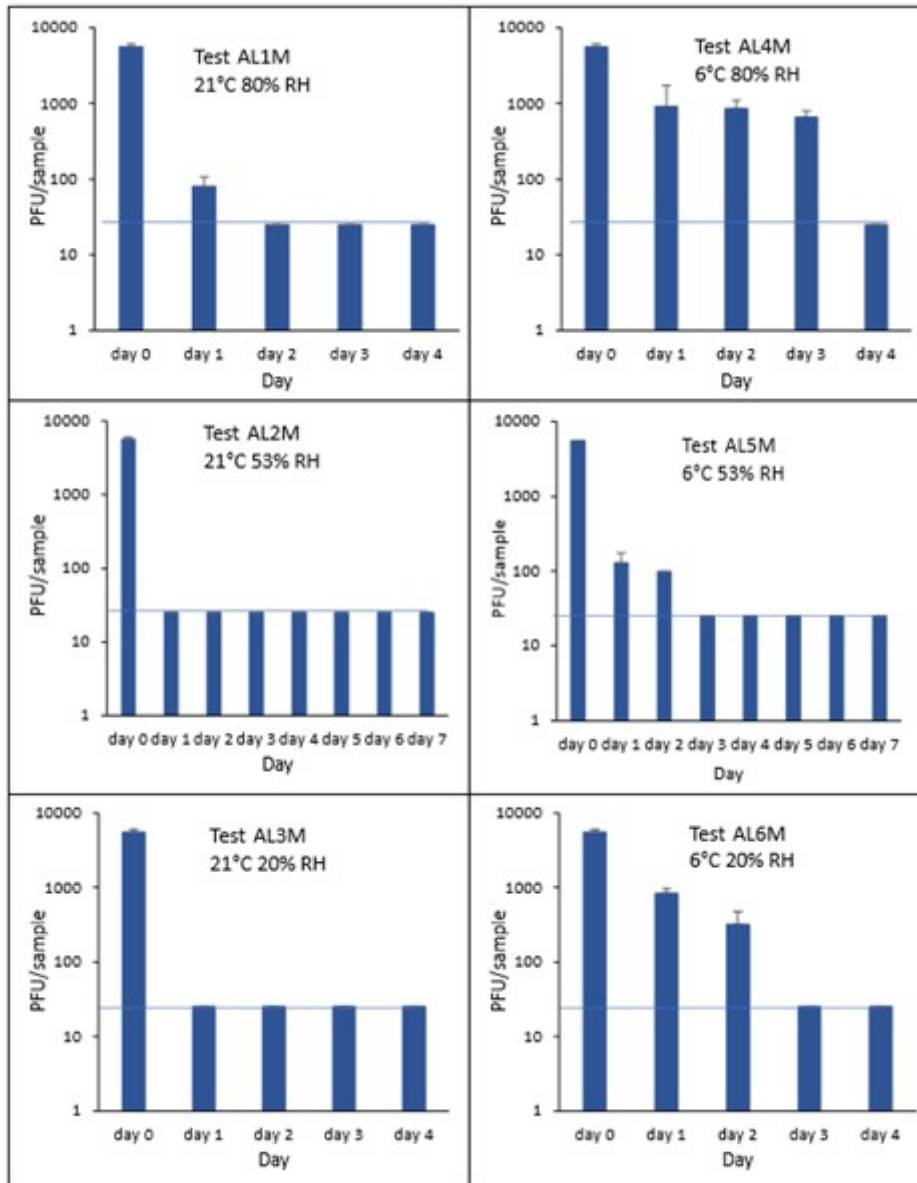 Test AL1M
21°C 80% RH
PFU/sample
10000
1000
100
10
1
day 0 day 1 day 2 day 3 day 4
Day
Test AL4M
6°C 80% RH
PFU/sample
10000
1000
100
10
1
day 0 day 1 day 2 day 3 day 4
Day
Test AL2M
21°C 53% RH
PFU/sample
10000
1000
100
10
1
day 0 day 1 day 2 day 3 day 4 day 5 day 6 day 7
Day
Test AL5M
6°C 53% RH
PFU/sample
10000
1000
100
10
1
day 0 day 1 day 2 day 3 day 4 day 5 day 6 day 7
Day
Test AL3M
21°C 20% RH
PFU/sample
10000
1000
100
10
1
day 0 day 1 day 2 day 3 day 4
Day
Test AL6M
6°C 20% RH
PFU/sample
10000
1000
100
10
1
day 0 day 1 day 2 day 3 day 4
Day